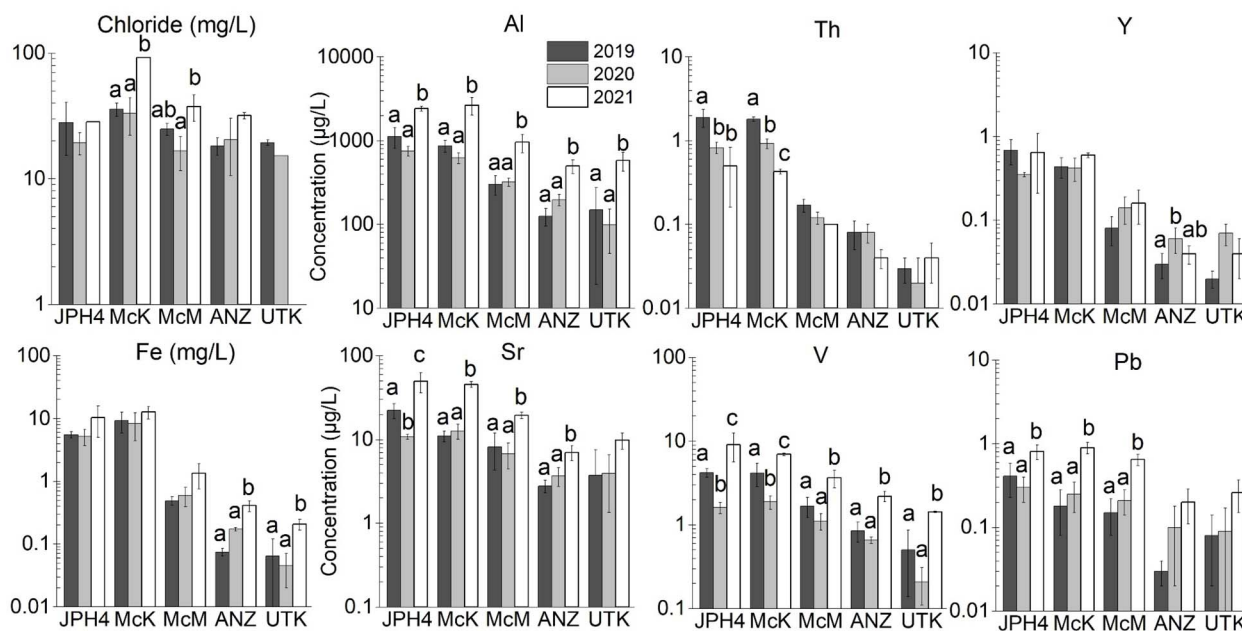 Chloride (mg/L)
100
10
1
b
a a
ab
a
b
JPH4 McK McM ANZ UTK
Al
Concentration (µg/L)
10000
1000
100
10
2019
2020
2021
a a b
a a b
aa b
a a b
a a b
JPH4 McK McM ANZ UTK
Th
10
1
0.1
0.01
a b b
a b c
JPH4 McK McM ANZ UTK
Y
10
1
0.1
0.01
a b ab
JPH4 McK McM ANZ UTK
Fe (mg/L)
100
10
1
0.1
0.01
a a b
a a b
JPH4 McK McM ANZ UTK
Sr
Concentration (µg/L)
100
10
1
0.1
a b c
a a b
a a b
a a b
JPH4 McK McM ANZ UTK
V
100
10
1
0.1
a b c
a b c
a a b
a a b
a a b
JPH4 McK McM ANZ UTK
Pb
10
1
0.1
0.01
a a b
a a b
a a b
JPH4 McK McM ANZ UTK